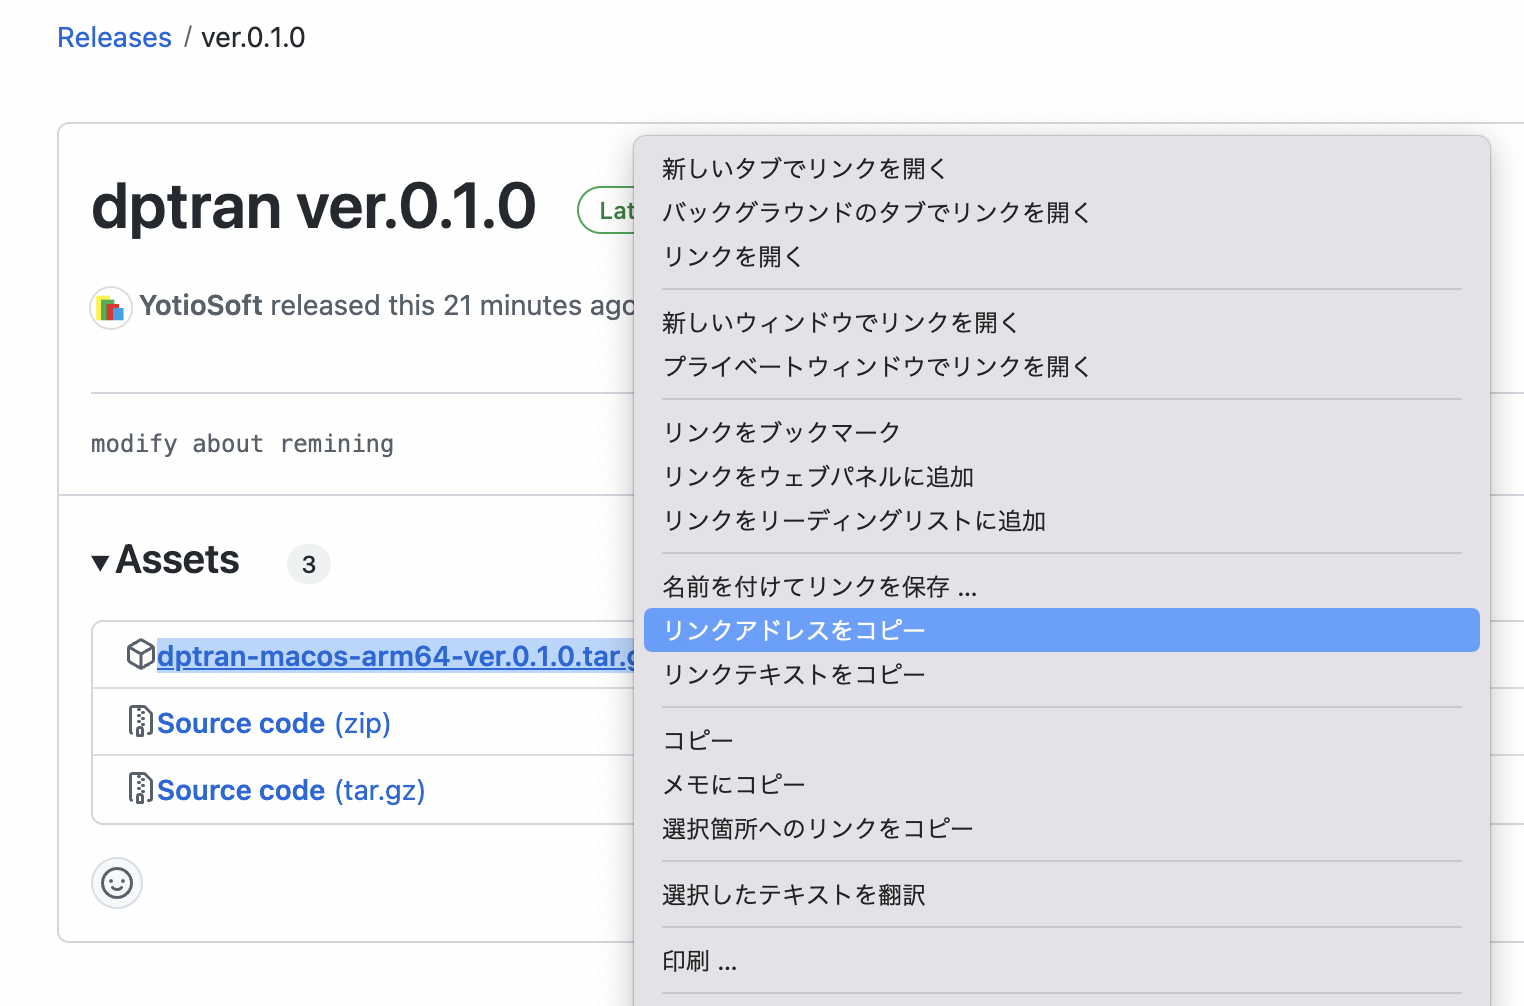 Releases / ver.0.1.0
dptran ver.0.1.0
Lat
YotioSoft released this 21 minutes ago
modify about remining
Assets 3
dptran-macos-arm64-ver.0.1.0.tar.g
Source code (zip)
Source code (tar.gz)
新しいタブでリンクを開く
バックグラウンドのタブでリンクを開く
リンクを開く
新しいウィンドウでリンクを開く
プライベートウィンドウでリンクを開く
リンクをブックマーク
リンクをウェブパネルに追加
リンクをリーディングリストに追加
名前を付けてリンクを保存 ...
リンクアドレスをコピー
リンクテキストをコピー
コピー
メモにコピー
選択箇所へのリンクをコピー
選択したテキストを翻訳
印刷 ...